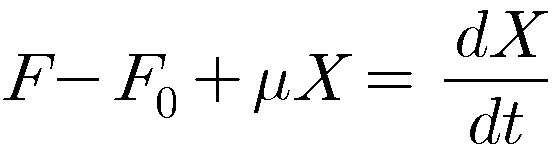 F − F₀ + μX = dX/dt